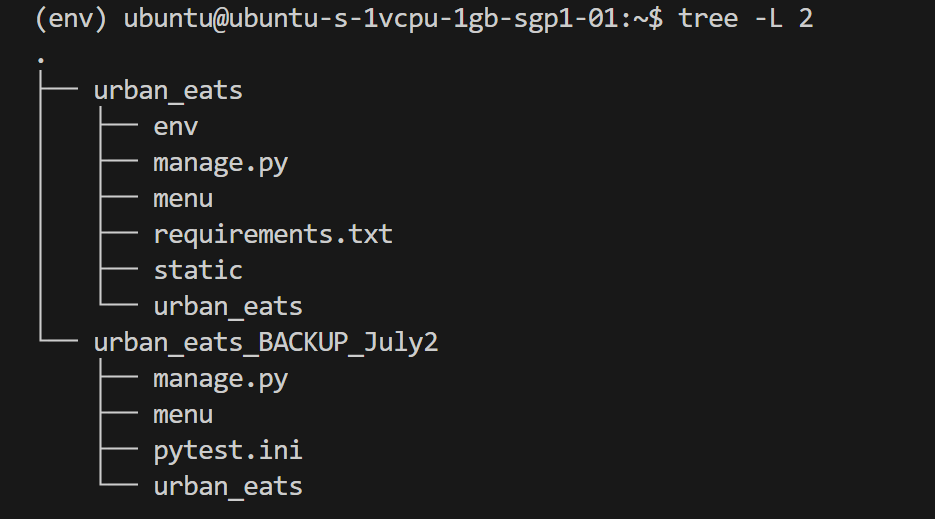 (env) ubuntu@ubuntu-s-1vcpu-1gb-sgp1-01:~$ tree -L 2
.
├── urban_eats
│   ├── env
│   ├── manage.py
│   ├── menu
│   ├── requirements.txt
│   ├── static
│   └── urban_eats
└── urban_eats_BACKUP_July2
    ├── manage.py
    ├── menu
    ├── pytest.ini
    └── urban_eats